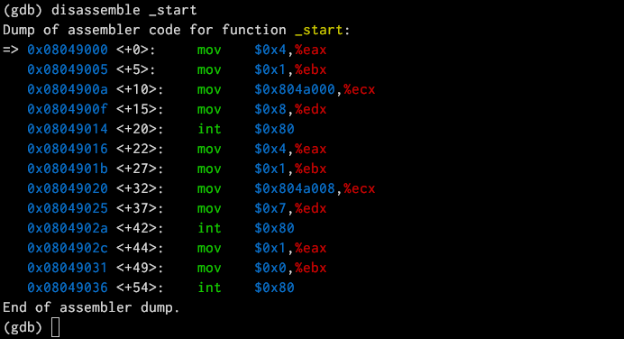 (gdb) disassemble _start
Dump of assembler code for function _start:
=> 0x08049000 <+0>:     mov    $0x4,%eax
   0x08049005 <+5>:     mov    $0x1,%ebx
   0x0804900a <+10>:    mov    $0x804a000,%ecx
   0x0804900f <+15>:    mov    $0x8,%edx
   0x08049014 <+20>:    int    $0x80
   0x08049016 <+22>:    mov    $0x4,%eax
   0x0804901b <+27>:    mov    $0x1,%ebx
   0x08049020 <+32>:    mov    $0x804a008,%ecx
   0x08049025 <+37>:    mov    $0x7,%edx
   0x0804902a <+42>:    int    $0x80
   0x0804902c <+44>:    mov    $0x1,%eax
   0x08049031 <+49>:    mov    $0x0,%ebx
   0x08049036 <+54>:    int    $0x80
End of assembler dump.
(gdb)